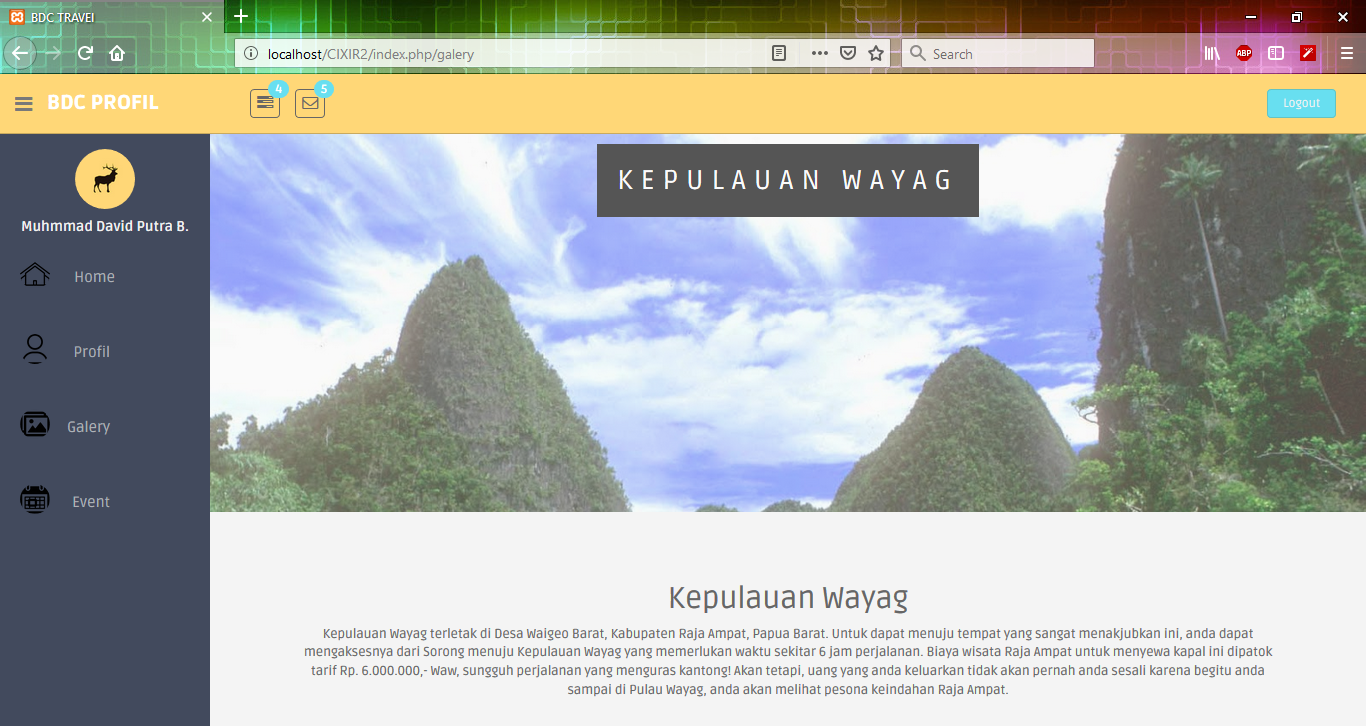 BDC TRAVEl
localhost/CIXIR2/index.php/galery
Search
ABP
BDC PROFIL
4
5
Logout
KEPULAUAN WAYAG
Muhmmad David Putra B.
Home
Profil
Galery
Event
Kepulauan Wayag
Kepulauan Wayag terletak di Desa Waigeo Barat, Kabupaten Raja Ampat, Papua Barat. Untuk dapat menuju tempat yang sangat menakjubkan ini, anda dapat
mengaksesnya dari Sorong menuju Kepulauan Wayag yang memerlukan waktu sekitar 6 jam perjalanan. Biaya wisata Raja Ampat untuk menyewa kapal ini dipatok
tarif Rp. 6.000.000,- Waw, sungguh perjalanan yang menguras kantong! Akan tetapi, uang yang anda keluarkan tidak akan pernah anda sesali karena begitu anda
sampai di Pulau Wayag, anda akan melihat pesona keindahan Raja Ampat.